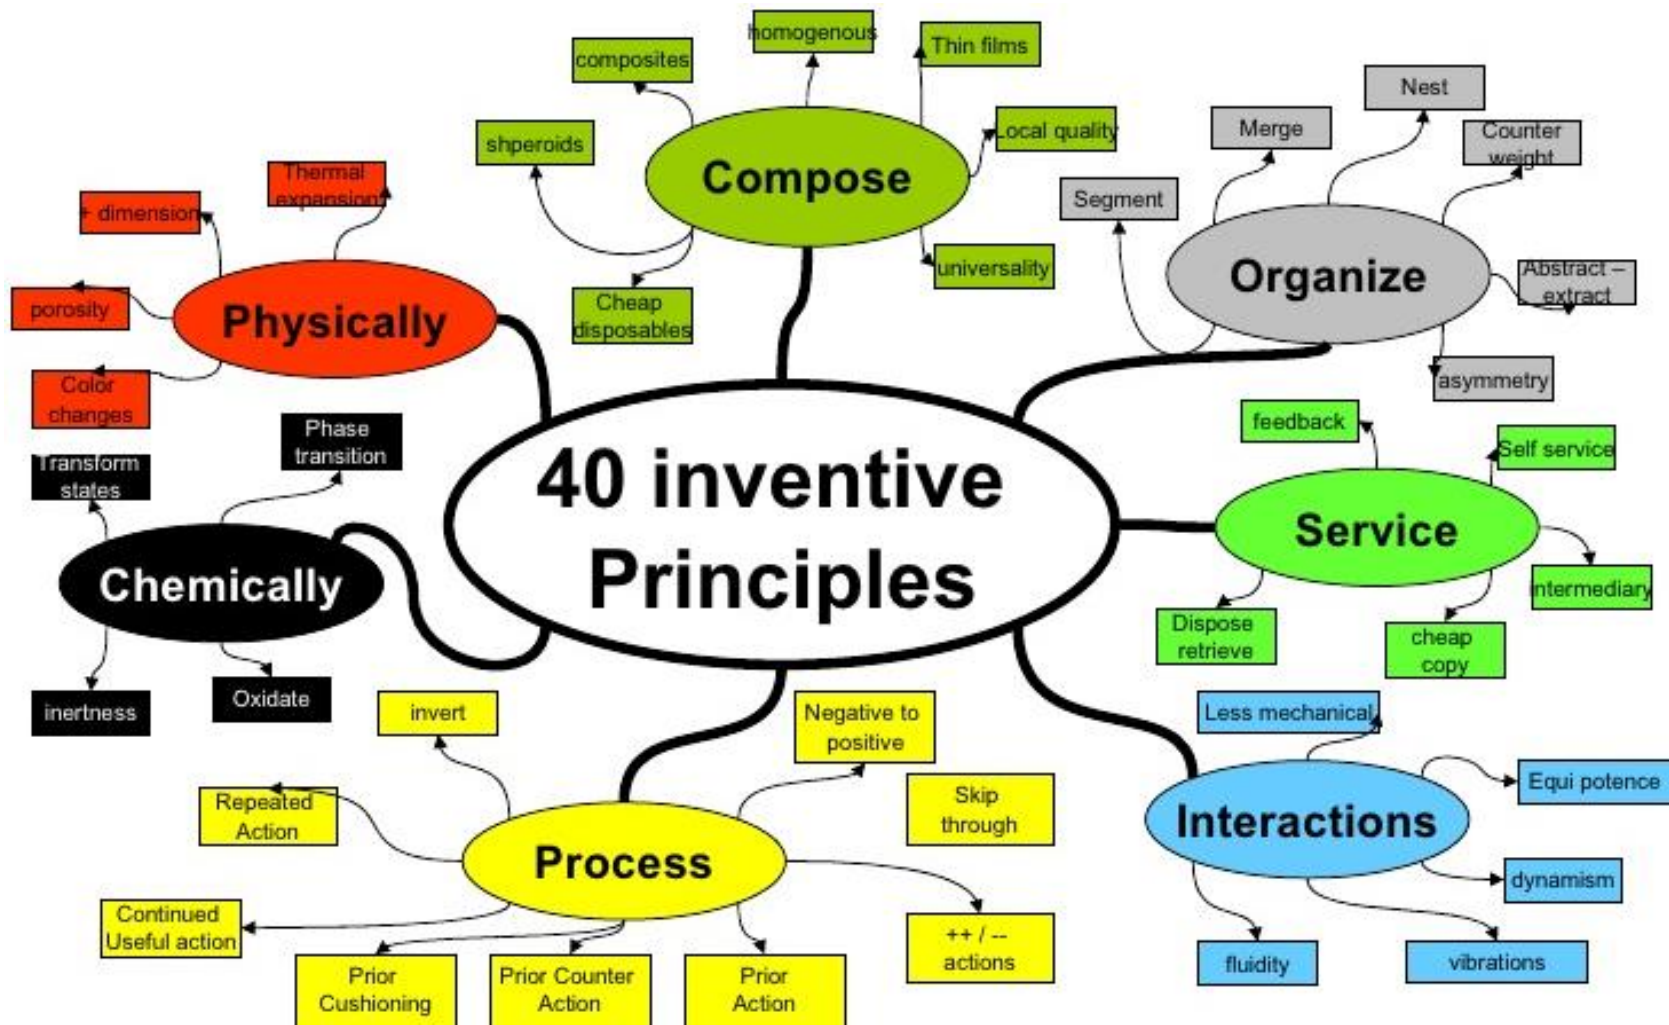 40 inventive
Principles
Compose
homogenous
composites
Thin films
shperoids
Local quality
Cheap
disposables
universality
Organize
Nest
Merge
Counter
weight
Segment
Abstract –
extract
asymmetry
Physically
Thermal
expansion
+ dimension
porosity
Color
changes
Chemically
Phase
transition
Transform
states
inertness
Oxidate
Service
feedback
Self service
intermediary
Dispose
retrieve
cheap
copy
Process
invert
Negative to
positive
Skip
through
Repeated
Action
Continued
Useful action
Prior
Cushioning
Prior Counter
Action
Prior
Action
++ / --
actions
Interactions
Less mechanical
Equi potence
dynamism
fluidity
vibrations